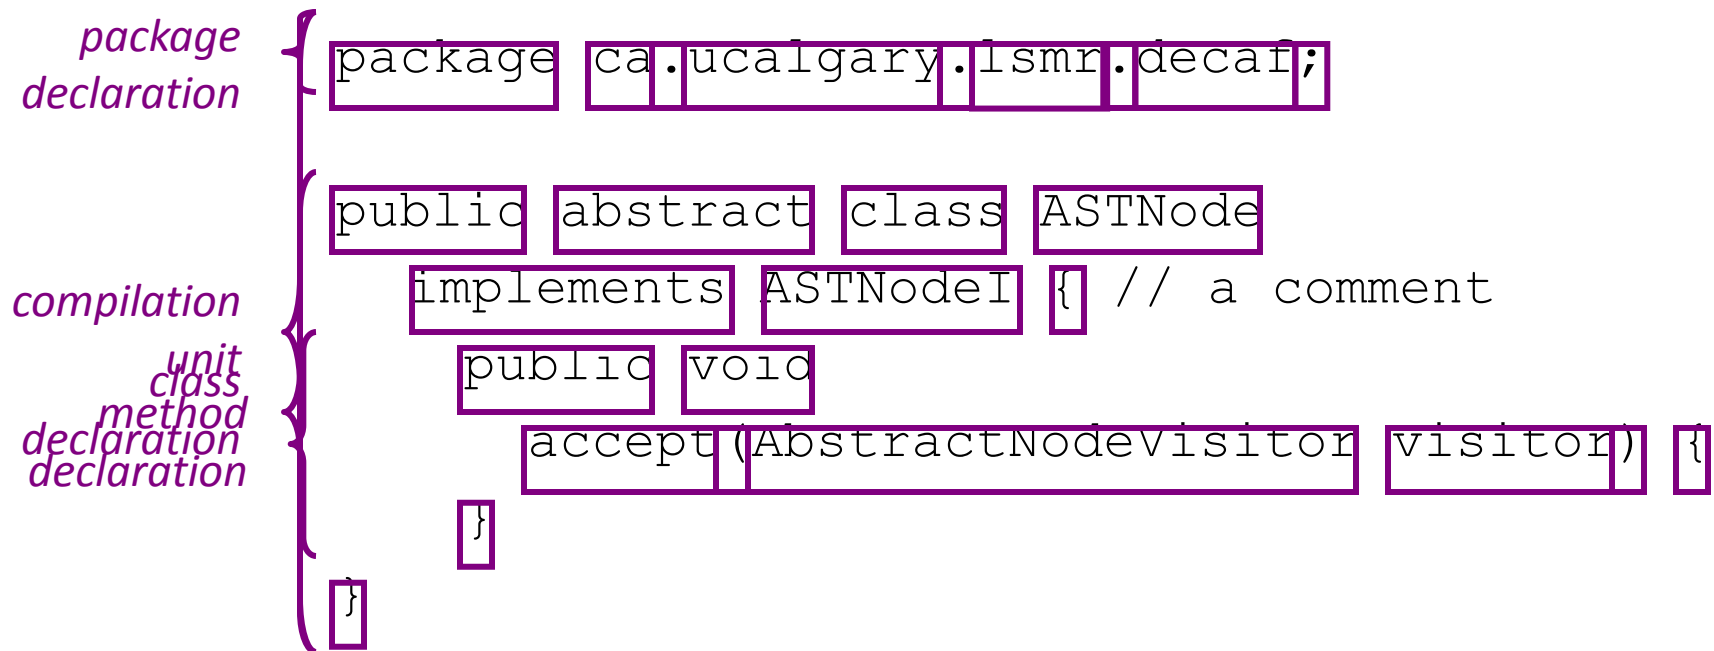 package
declaration
package ca.ucalgary.lsmr.decaf;
public abstract class ASTNode
implements ASTNodeI { // a comment
compilation
unit
class
public void
method
declaration
declaration
accept(AbstractNodeVisitor visitor) {
}
}